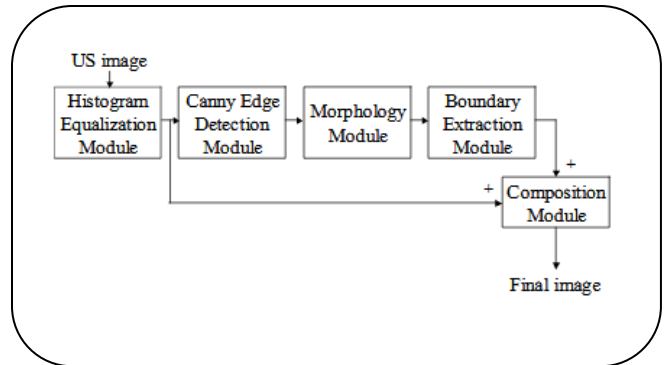 US image
Histogram
Equalization
Module
Canny Edge
Detection
Module
Morphology
Module
Boundary
Extraction
Module
+
+
Composition
Module
Final image